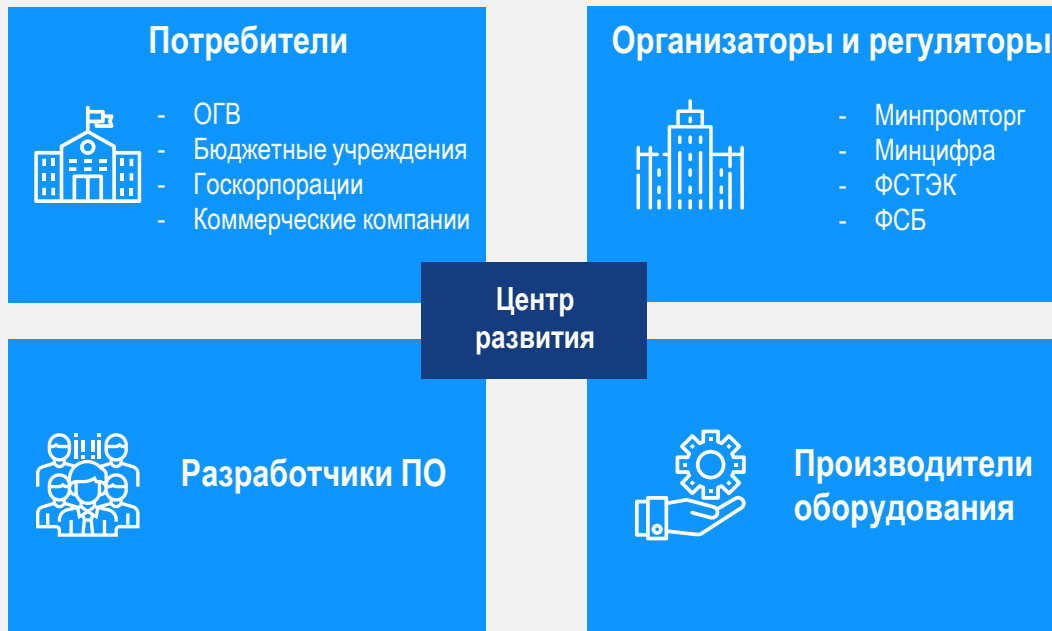 Потребители
- ОГВ
- Бюджетные учреждения
- Госкорпорации
- Коммерческие компании
Организаторы и регуляторы
- Минпромторг
- Минцифра
- ФСТЭК
- ФСБ
Центр
развития
Разработчики ПО
Производители
оборудования